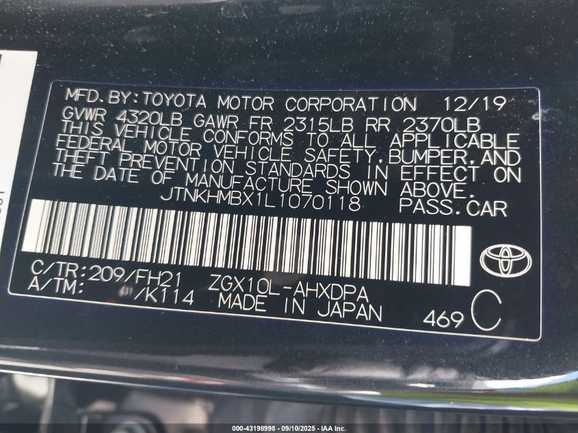 MFD. BY: TOYOTA MOTOR CORPORATION 12/19
GVWR 4320LB GAWR FR 2315LB RR 2370LB
THIS VEHICLE CONFORMS TO ALL APPLICABLE
FEDERAL MOTOR VEHICLE SAFETY, BUMPER, AND
THEFT PREVENTION STANDARDS IN EFFECT ON
THE DATE OF MANUFACTURE SHOWN ABOVE.
JTNKHMBX1L1070118 PASS. CAR
C/TR: 209/FH21 ZGX10L-AHXDPA
A/TM: /K114 MADE IN JAPAN 469 C
000-43198998 - 09/10/2025 - IAA Inc.